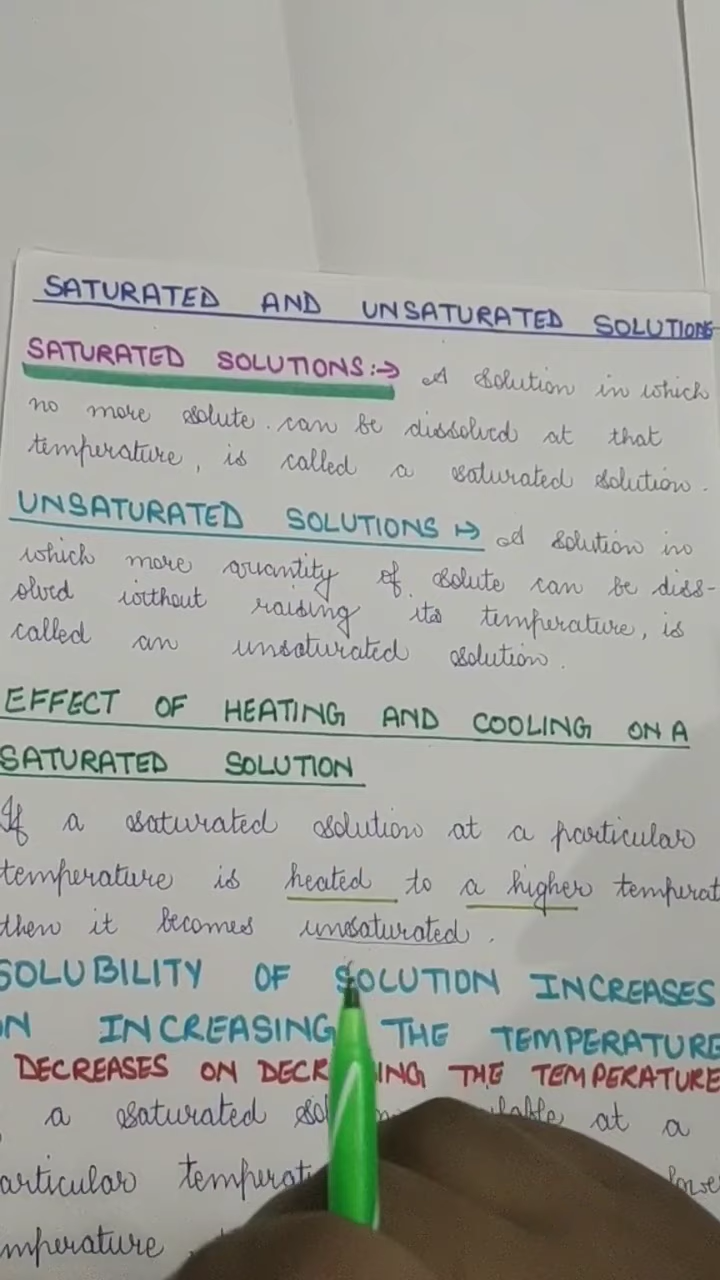 SATURATED AND UNSATURATED SOLUTIONS
SATURATED SOLUTIONS:→ A solution in which
no more solute can be dissolved at that
temperature, is called a saturated solution.
UNSATURATED SOLUTIONS → A solution in
which more quantity of solute can be diss-
olved without raising its temperature, is
called an unsaturated solution.
EFFECT OF HEATING AND COOLING ON A
SATURATED SOLUTION
If a saturated solution at a particular
temperature is heated to a higher temperat
then it becomes unsaturated.
SOLUBILITY OF SOLUTION INCREASES
ON INCREASING THE TEMPERATURE
DECREASES ON THE TEMPERATURE
a saturated at a
articular
mperature